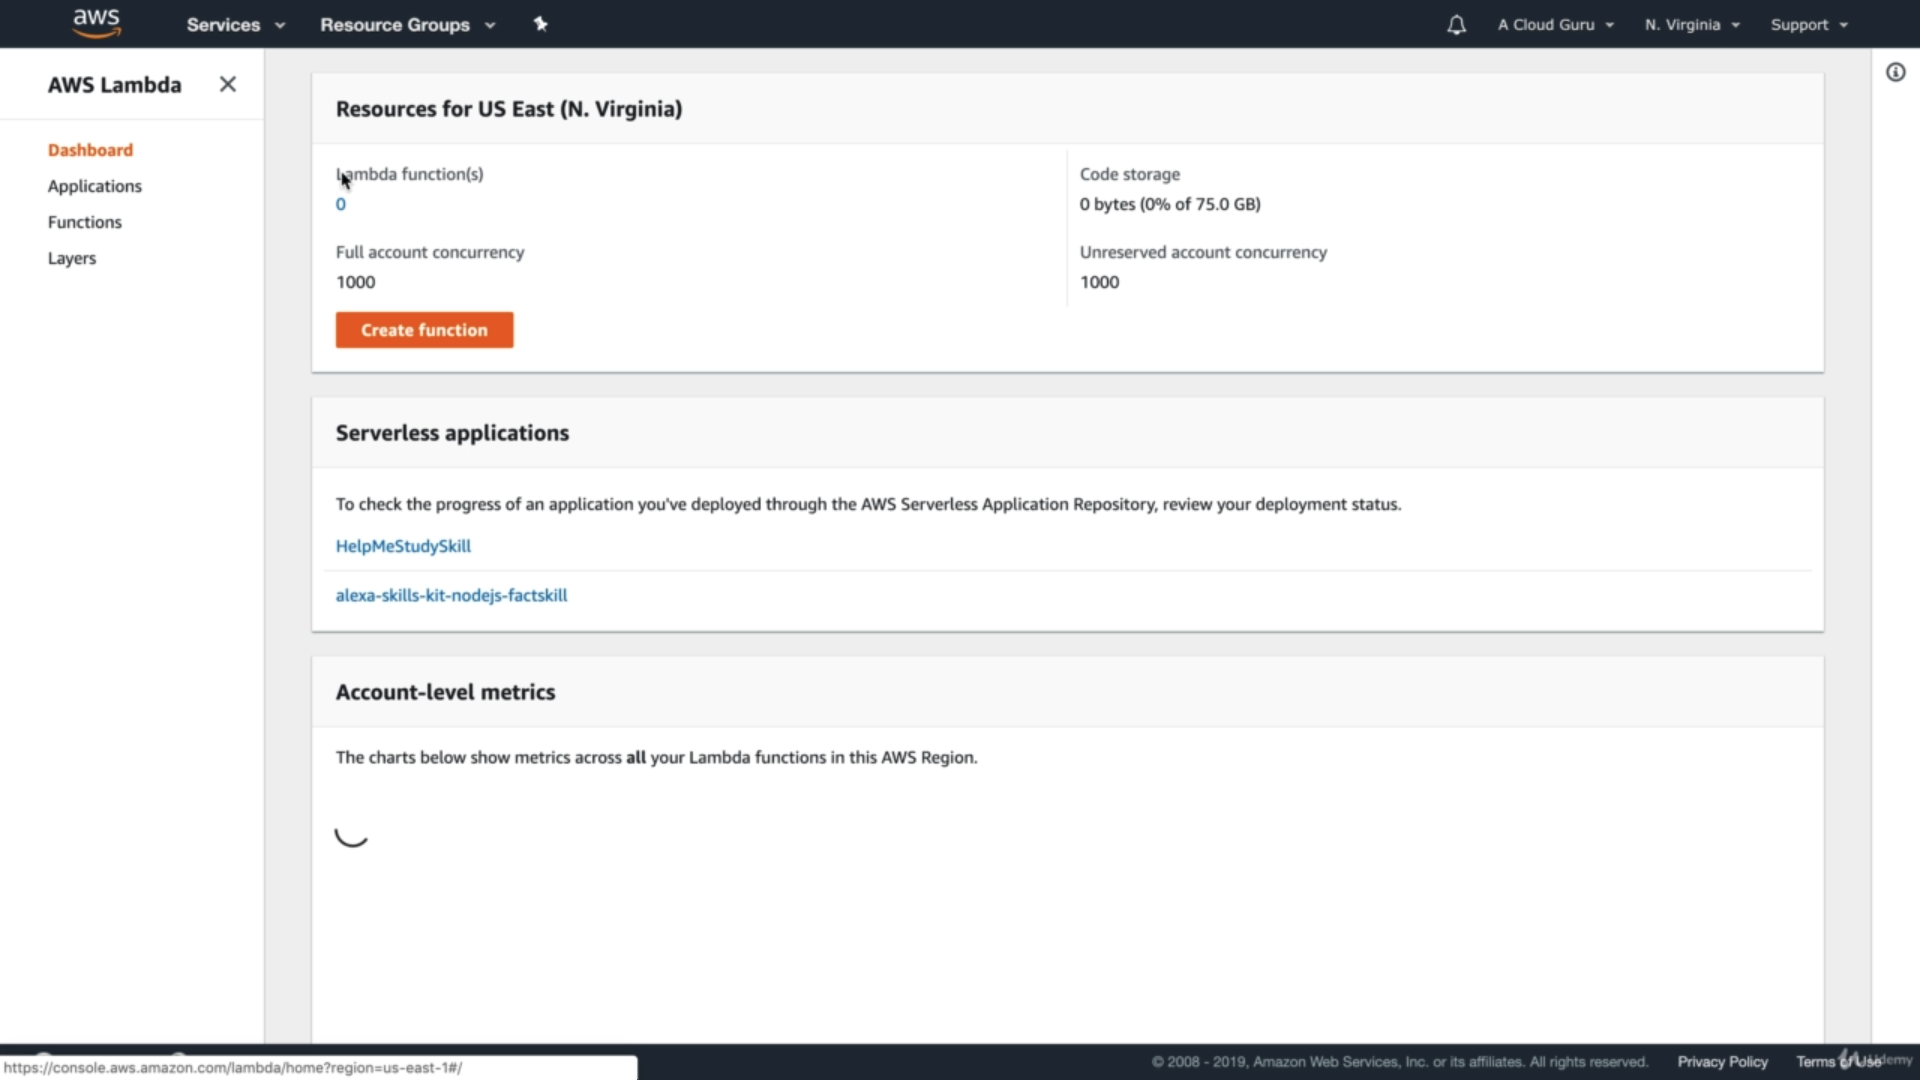 aws
Services
Resource Groups
A Cloud Guru
N. Virginia
Support
AWS Lambda
Dashboard
Applications
Functions
Layers
Resources for US East (N. Virginia)
Lambda function(s)
0
Code storage
0 bytes (0% of 75.0 GB)
Full account concurrency
1000
Unreserved account concurrency
1000
Create function
Serverless applications
To check the progress of an application you've deployed through the AWS Serverless Application Repository, review your deployment status.
HelpMeStudySkill
alexa-skills-kit-nodejs-factskill
Account-level metrics
The charts below show metrics across all your Lambda functions in this AWS Region.
https://console.aws.amazon.com/lambda/home?region=us-east-1#/
© 2008 - 2019, Amazon Web Services, Inc. or its affiliates. All rights reserved.
Privacy Policy
Terms of Use